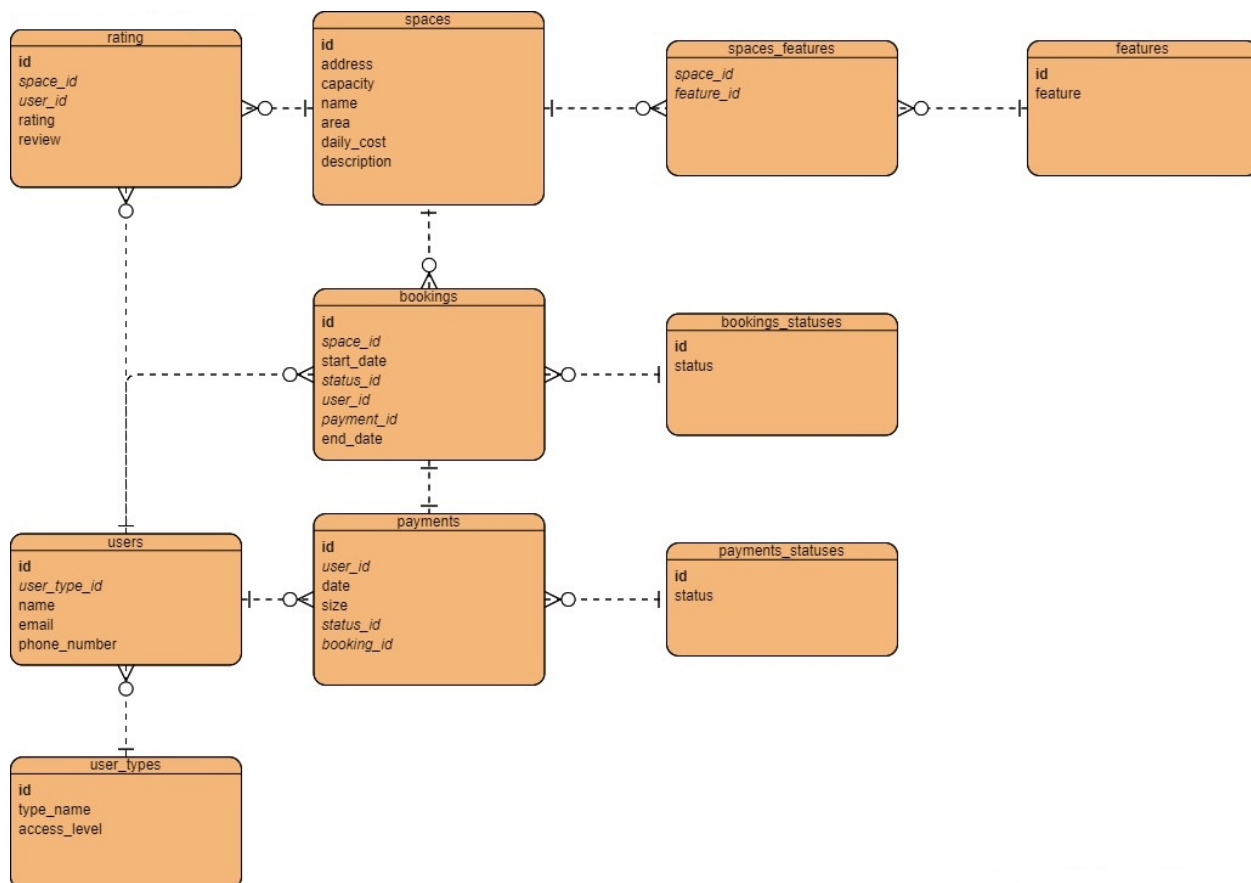 rating
id
space_id
user_id
rating
review
spaces
id
address
capacity
name
area
daily_cost
description
spaces_features
space_id
feature_id
features
id
feature
bookings
id
space_id
start_date
status_id
user_id
payment_id
end_date
bookings_statuses
id
status
users
id
user_type_id
name
email
phone_number
payments
id
user_id
date
size
status_id
booking_id
payments_statuses
id
status
user_types
id
type_name
access_level